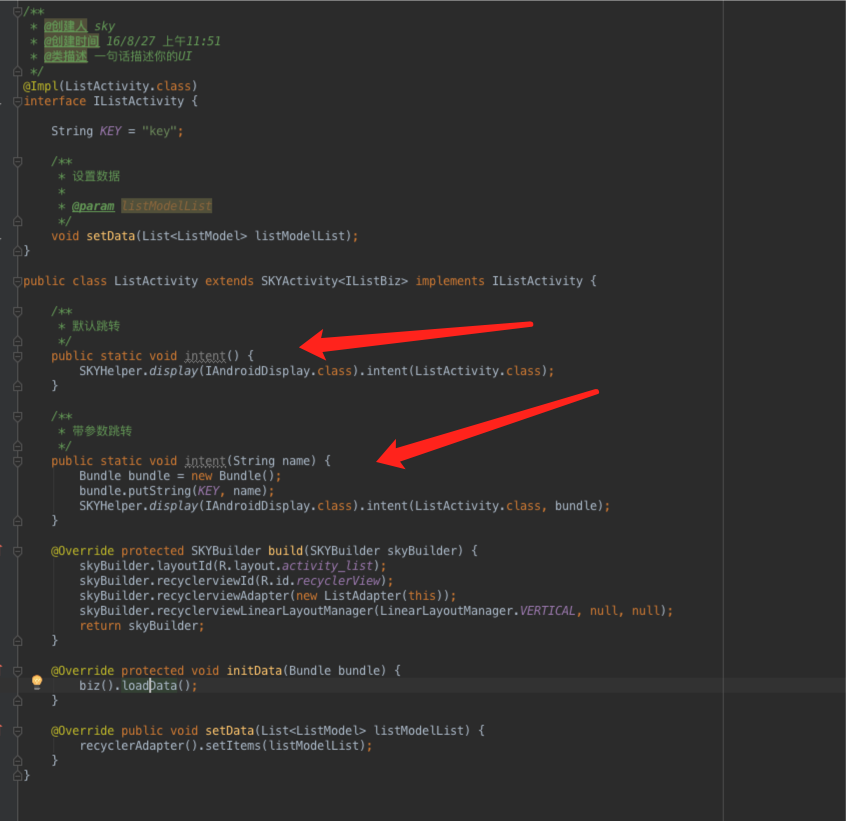 /**
 * @创建人 sky
 * @创建时间 16/8/27 上午11:51
 * @类描述 一句话描述你的UI
 */
@Impl(ListActivity.class)
interface IListActivity {
    String KEY = "key";
    /**
     * 设置数据
     *
     * @param listModelList
     */
    void setData(List<ListModel> listModelList);
}
public class ListActivity extends SKYActivity<IListBiz> implements IListActivity {
    /**
     * 默认跳转
     */
    public static void intent() {
        SKYHelper.display(IAndroidDisplay.class).intent(ListActivity.class);
    }
    /**
     * 带参数跳转
     */
    public static void intent(String name) {
        Bundle bundle = new Bundle();
        bundle.putString(KEY, name);
        SKYHelper.display(IAndroidDisplay.class).intent(ListActivity.class, bundle);
    }
    @Override protected SKYBuilder build(SKYBuilder skyBuilder) {
        skyBuilder.layoutId(R.layout.activity_list);
        skyBuilder.recyclerviewId(R.id.recyclerView);
        skyBuilder.recyclerviewAdapter(new ListAdapter(this));
        skyBuilder.recyclerviewLinearLayoutManager(LinearLayoutManager.VERTICAL, null, null);
        return skyBuilder;
    }
    @Override protected void initData(Bundle bundle) {
        biz().loadData();
    }
    @Override public void setData(List<ListModel> listModelList) {
        recyclerAdapter().setItems(listModelList);
    }
}